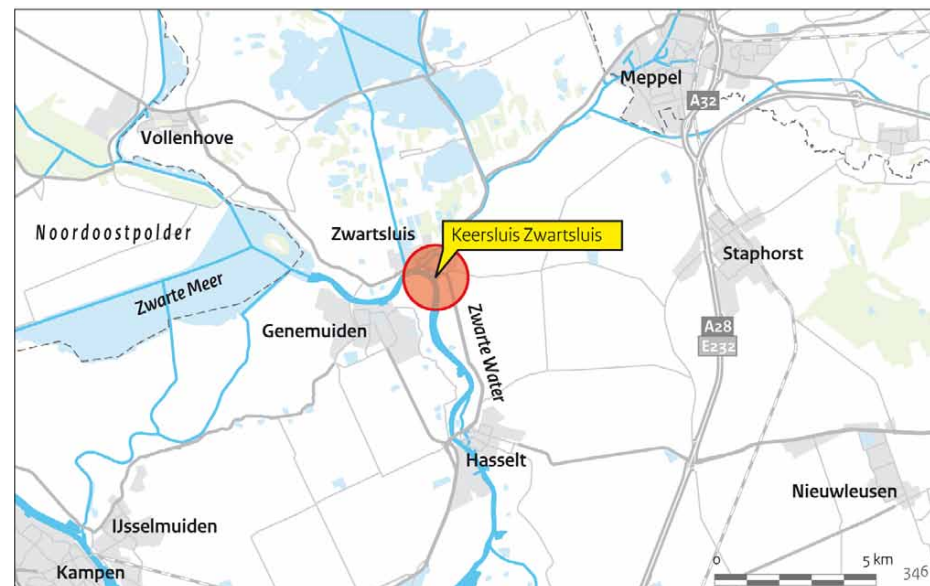 Meppel
A32
Vollenhove
Noordoostpolder
Zwartsluis
Keersluis Zwartsluis
Staphorst
Zwarte Meer
Genemuiden
Zwarte Water
A28
E232
Hasselt
Nieuwleusen
IJsselmuiden
Kampen
0
5 km
346